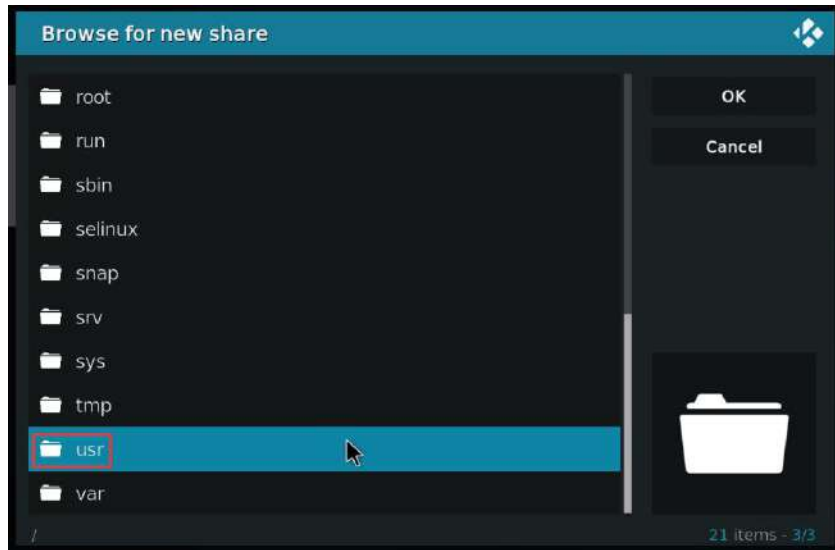 Browse for new share
root
OK
run
Cancel
sbin
selinux
snap
srv
sys
tmp
usr
var
/
21 items - 3/3